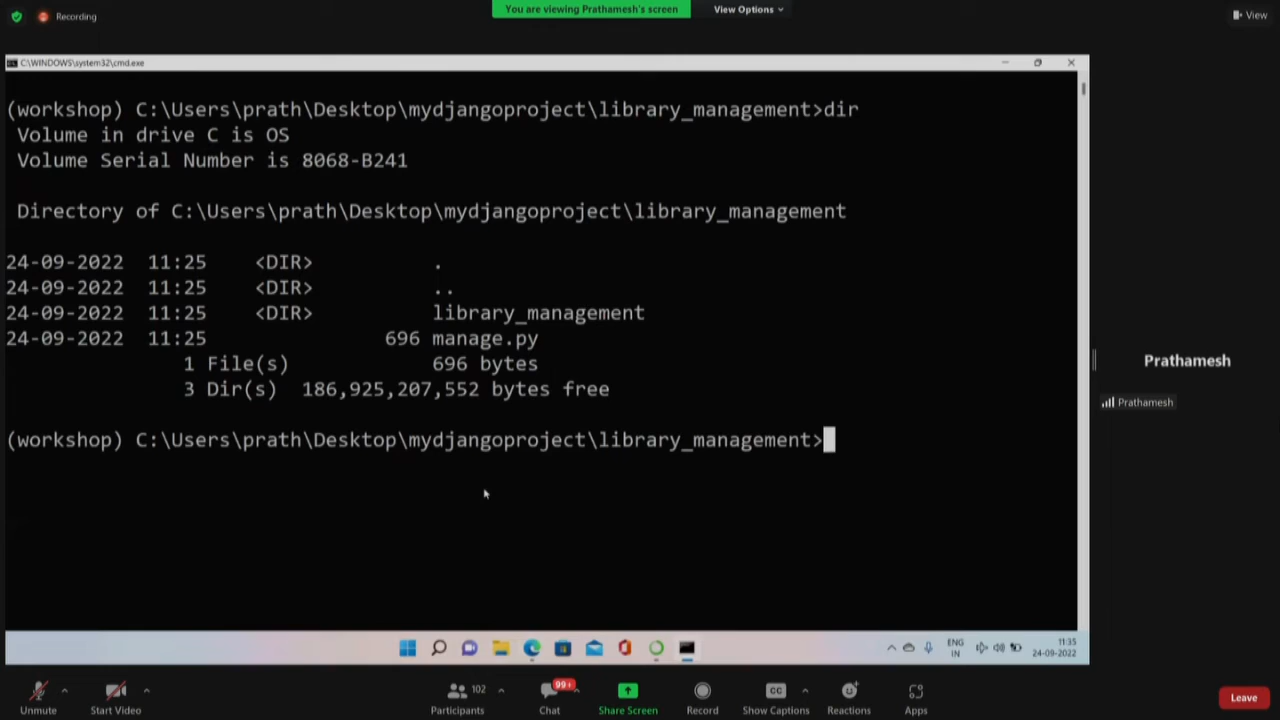 Recording
You are viewing Prathamesh's screen
View Options
View
C:\WINDOWS\system32\cmd.exe
(workshop) C:\Users\prath\Desktop\mydjangoproject\library_management>dir
Volume in drive C is OS
Volume Serial Number is 8068-B241
Directory of C:\Users\prath\Desktop\mydjangoproject\library_management
24-09-2022 11:25 <DIR> .
24-09-2022 11:25 <DIR> ..
24-09-2022 11:25 <DIR> library_management
24-09-2022 11:25 696 manage.py
1 File(s) 696 bytes
3 Dir(s) 186,925,207,552 bytes free
(workshop) C:\Users\prath\Desktop\mydjangoproject\library_management>
Prathamesh
Prathamesh
ENG
IN
11:35
24-09-2022
Unmute
Start Video
102
Participants
99+
Chat
Share Screen
Record
CC
Show Captions
Reactions
Apps
Leave